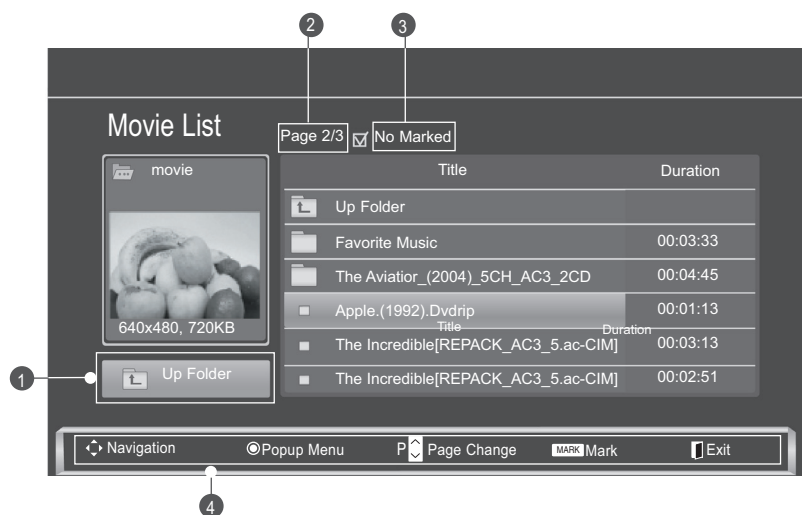 2 3
Movie List
Page 2/3 No Marked
movie
Title Duration
Up Folder
Favorite Music 00:03:33
The Aviatior_(2004)_5CH_AC3_2CD 00:04:45
Apple.(1992).Dvdrip 00:01:13
Title Duration
640x480, 720KB
The Incredible[REPACK_AC3_5.ac-CIM] 00:03:13
1
Up Folder
The Incredible[REPACK_AC3_5.ac-CIM] 00:02:51
Navigation Popup Menu P Page Change MARK Mark Exit
4